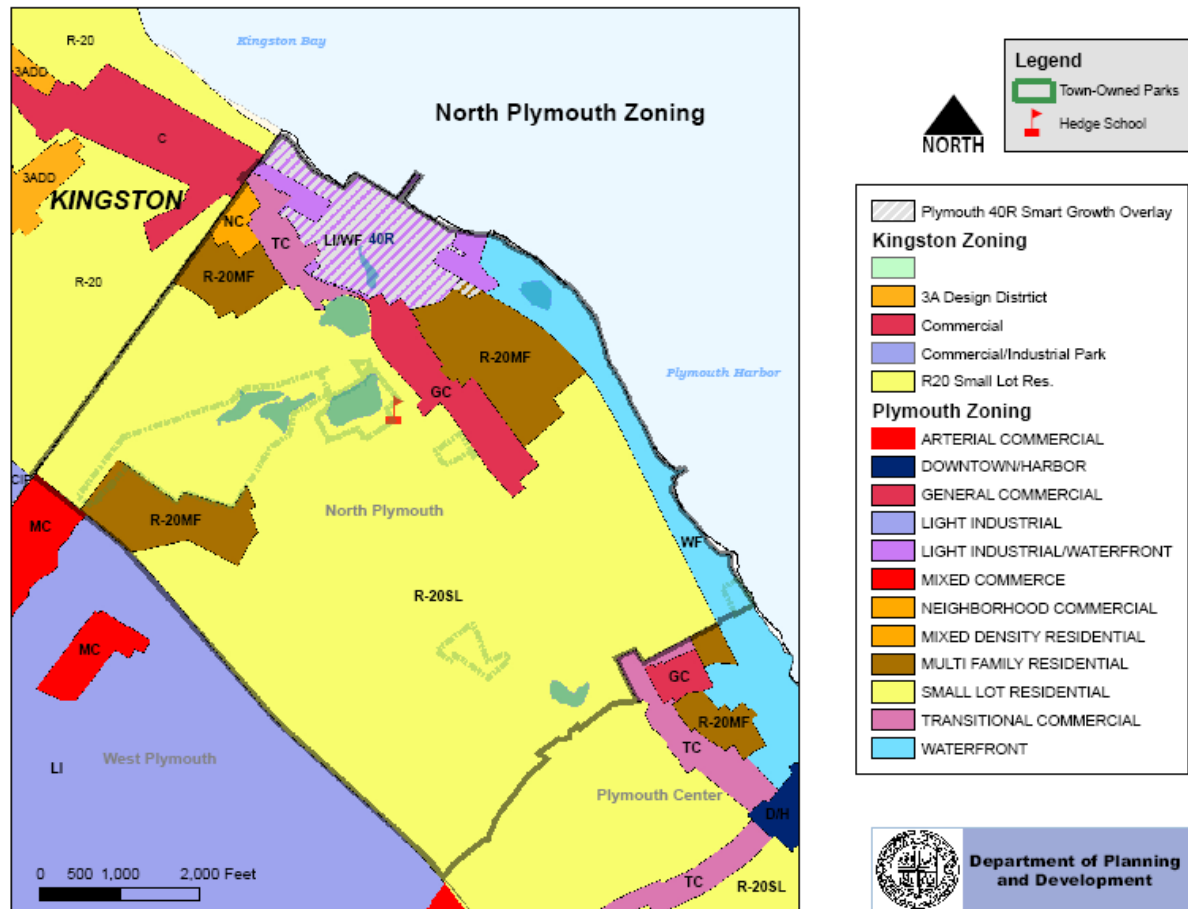 R-20
Kingston Bay
3ADD
North Plymouth Zoning
C
3ADD
KINGSTON
NC
TC
LI/WF 40R
R-20
R-20MF
R-20MF
Plymouth Harbor
GC
CIP
MC
R-20MF
North Plymouth
WF
R-20SL
MC
GC
R-20MF
TC
West Plymouth
LI
Plymouth Center
D/H
TC
R-20SL
0 500 1,000 2,000 Feet
NORTH
Legend
Town-Owned Parks
Hedge School
Plymouth 40R Smart Growth Overlay
Kingston Zoning
3A Design Distrtict
Commercial
Commercial/Industrial Park
R20 Small Lot Res.
Plymouth Zoning
ARTERIAL COMMERCIAL
DOWNTOWN/HARBOR
GENERAL COMMERCIAL
LIGHT INDUSTRIAL
LIGHT INDUSTRIAL/WATERFRONT
MIXED COMMERCE
NEIGHBORHOOD COMMERCIAL
MIXED DENSITY RESIDENTIAL
MULTI FAMILY RESIDENTIAL
SMALL LOT RESIDENTIAL
TRANSITIONAL COMMERCIAL
WATERFRONT
Department of Planning
and Development